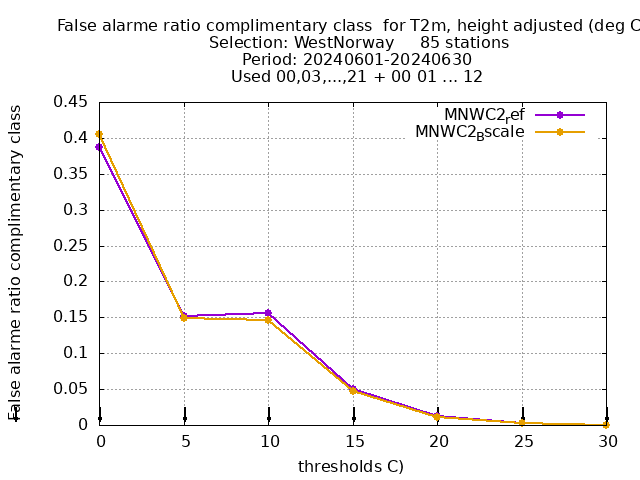 False alarme ratio complimentary class for T2m, height adjusted (deg C
Selection: WestNorway 85 stations
Period: 20240601-20240630
Used 00,03,...,21 + 00 01 ... 12
False alarme ratio complimentary class
MNWC2ref
MNWC2Bscale
0.45
0.4
0.35
0.3
0.25
0.2
0.15
0.1
0.05
0
0 5 10 15 20 25 30
thresholds C)